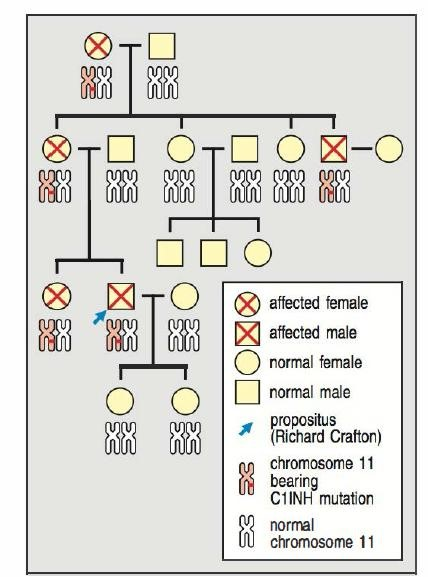 affected female
affected male
normal female
normal male
propositus
(Richard Crafton)
chromosome 11
bearing
C1INH mutation
normal
chromosome 11